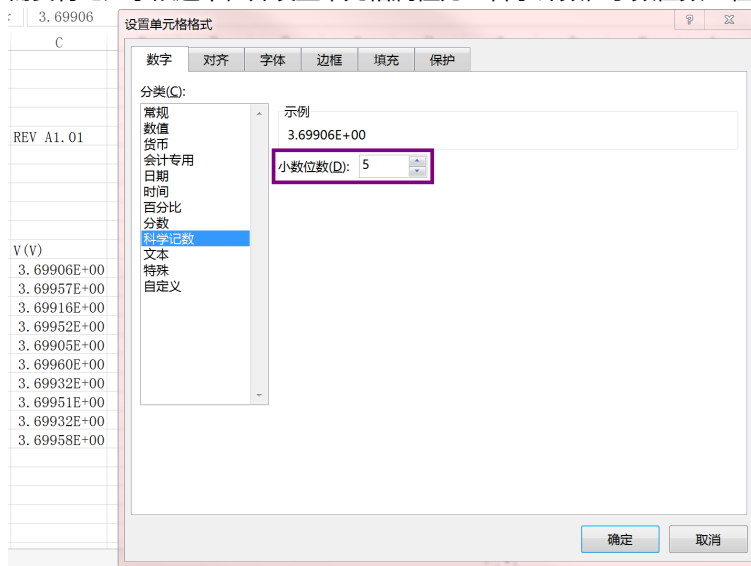 3.69906
C
REV A1.01
V(V)
3.69906E+00
3.69957E+00
3.69916E+00
3.69952E+00
3.69905E+00
3.69960E+00
3.69932E+00
3.69951E+00
3.69932E+00
3.69958E+00
设置单元格格式
数字 对齐 字体 边框 填充 保护
分类(C):
常规
数值
货币
会计专用
日期
时间
百分比
分数
科学记数
文本
特殊
自定义
示例
3.69906E+00
小数位数(D): 5
确定 取消